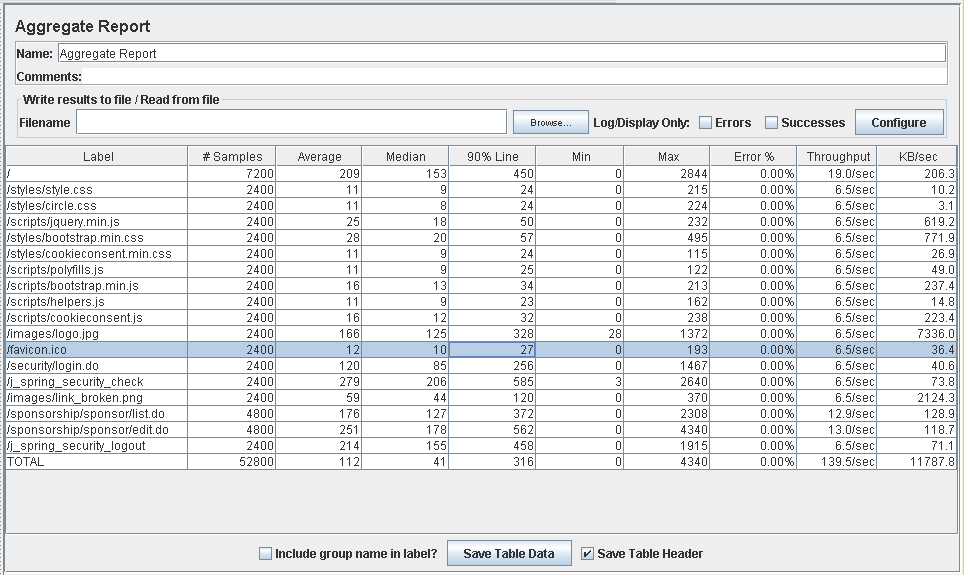 Aggregate Report
Name: Aggregate Report
Comments:
Write results to file / Read from file
Filename Browse... Log/Display Only: Errors Successes Configure
Label # Samples Average Median 90% Line Min Max Error % Throughput KB/sec
/ 7200 209 153 450 0 2844 0.00% 19.0/sec 206.3
/styles/style.css 2400 11 9 24 0 215 0.00% 6.5/sec 10.2
/styles/circle.css 2400 11 8 24 0 224 0.00% 6.5/sec 3.1
/scripts/jquery.min.js 2400 25 18 50 0 232 0.00% 6.5/sec 619.2
/styles/bootstrap.min.css 2400 28 20 57 0 495 0.00% 6.5/sec 771.9
/styles/cookieconsent.min.css 2400 11 9 24 0 115 0.00% 6.5/sec 26.9
/scripts/polyfills.js 2400 11 9 25 0 122 0.00% 6.5/sec 49.0
/scripts/bootstrap.min.js 2400 16 13 34 0 213 0.00% 6.5/sec 237.4
/scripts/helpers.js 2400 11 9 23 0 162 0.00% 6.5/sec 14.8
/scripts/cookieconsent.js 2400 16 12 32 0 238 0.00% 6.5/sec 223.4
/images/logo.jpg 2400 166 125 328 28 1372 0.00% 6.5/sec 7336.0
/favicon.ico 2400 12 10 27 0 193 0.00% 6.5/sec 36.4
/security/login.do 2400 120 85 256 0 1467 0.00% 6.5/sec 40.6
/j_spring_security_check 2400 279 206 585 3 2640 0.00% 6.5/sec 73.8
/images/link_broken.png 2400 59 44 120 0 370 0.00% 6.5/sec 2124.3
/sponsorship/sponsor/list.do 4800 176 127 372 0 2308 0.00% 12.9/sec 128.9
/sponsorship/sponsor/edit.do 4800 251 178 562 0 4340 0.00% 13.0/sec 118.7
/j_spring_security_logout 2400 214 155 458 0 1915 0.00% 6.5/sec 71.1
TOTAL 52800 112 41 316 0 4340 0.00% 139.5/sec 11787.8
Include group name in label? Save Table Data Save Table Header